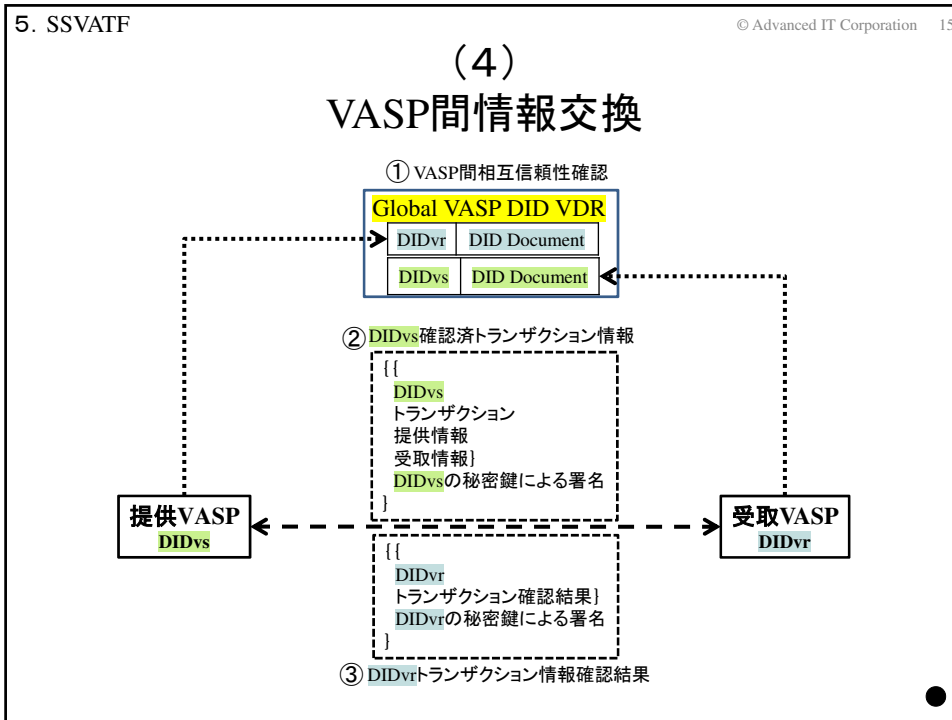 5．SSVATF
© Advanced IT Corporation 15
（4）
VASP間情報交換
① VASP間相互信頼性確認
Global VASP DID VDR
DIDvr DID Document
DIDvs DID Document
② DIDvs確認済トランザクション情報
{{
DIDvs
トランザクション
提供情報
受取情報}
DIDvsの秘密鍵による署名
}
提供VASP
DIDvs
受取VASP
DIDvr
{{
DIDvr
トランザクション確認結果}
DIDvrの秘密鍵による署名
}
③ DIDvrトランザクション情報確認結果